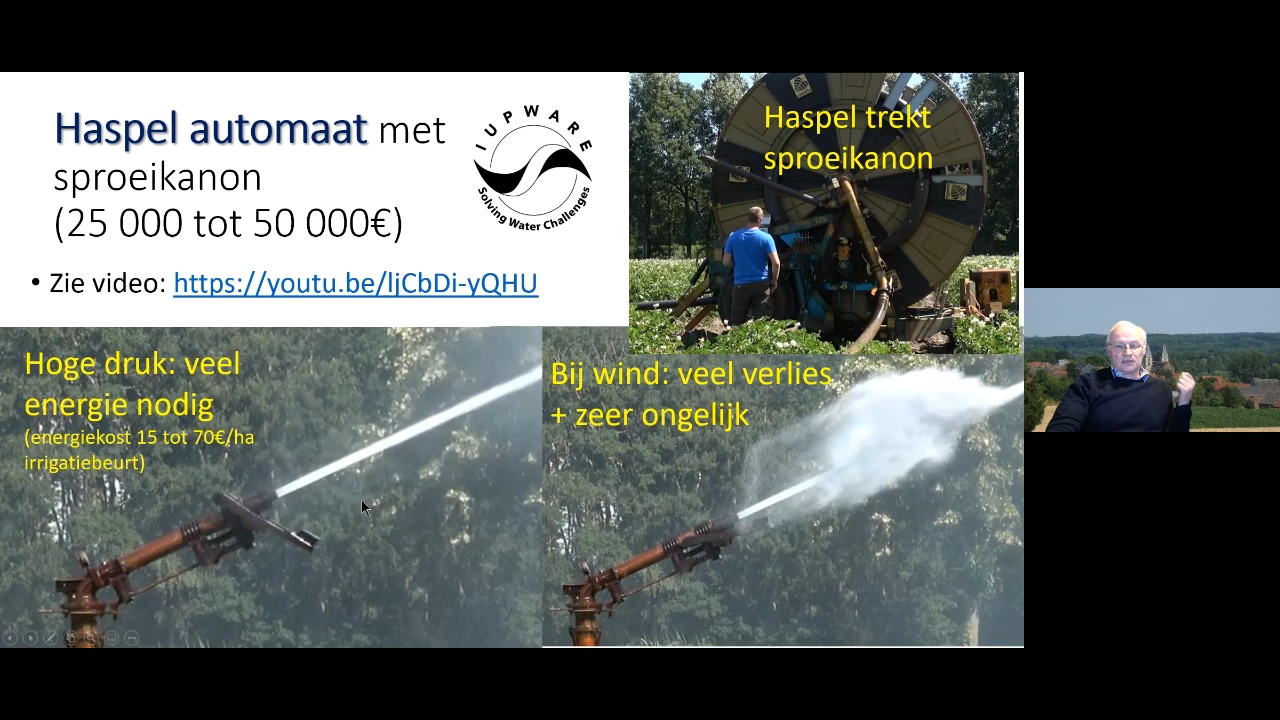 Haspel automaat met
sproeikanon
(25 000 tot 50 000€)
IUPWARE
Solving Water Challenges
• Zie video: https://youtu.be/ljCbDi-yQHU
Haspel trekt
sproeikanon
Hoge druk: veel
energie nodig
(energiekost 15 tot 70€/ha
irrigatiebeurt)
Bij wind: veel verlies
+ zeer ongelijk